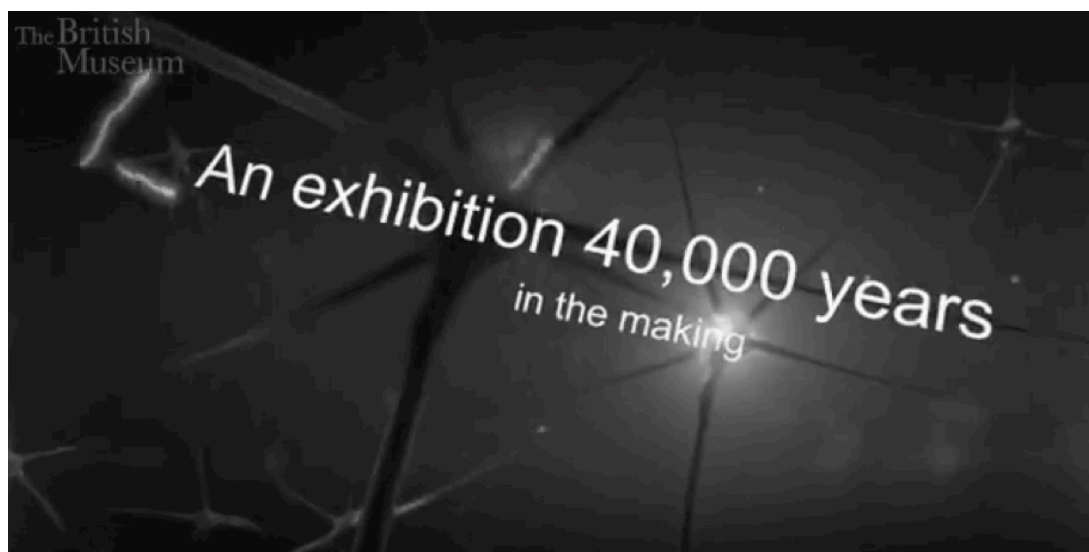 The British
Museum
An exhibition 40,000 years
in the making